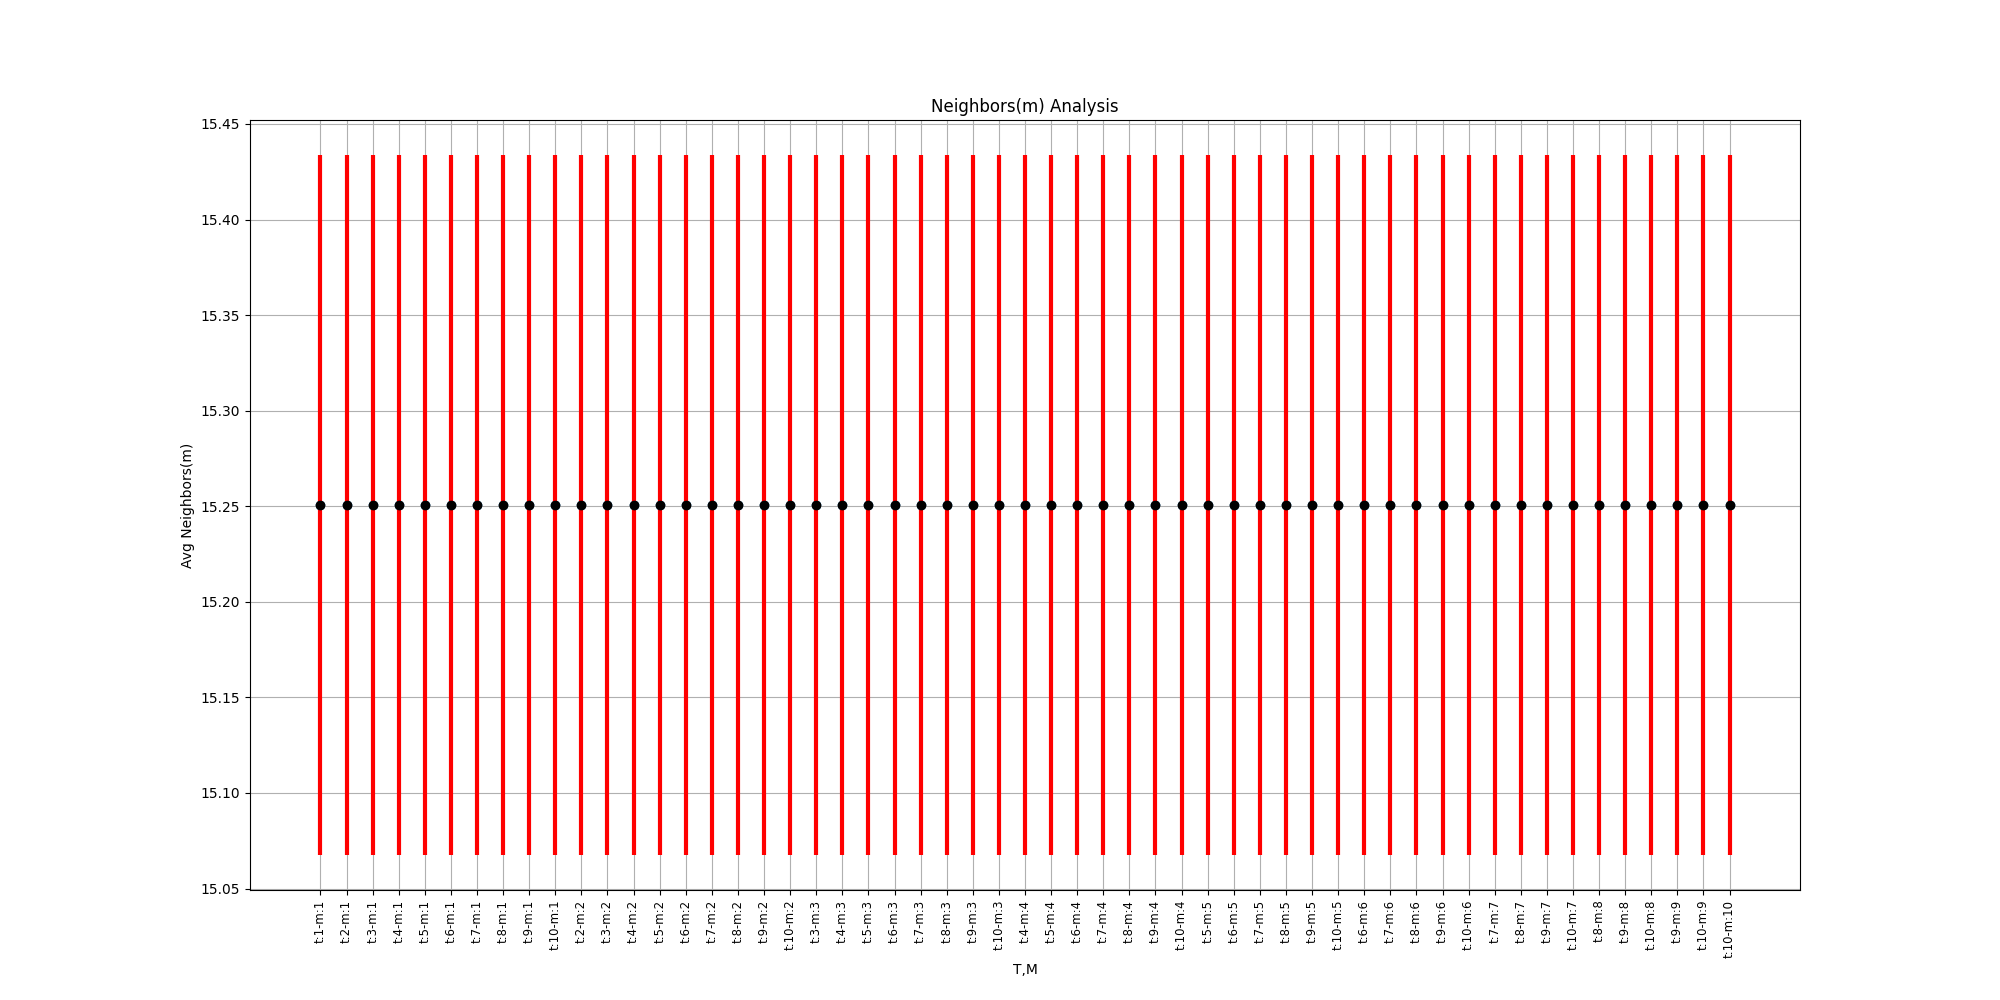 Neighbors(m) Analysis
15.45
15.40
15.35
15.30
15.25
15.20
15.15
15.10
15.05
Avg Neighbors(m)
t:1-m:1
t:2-m:1
t:3-m:1
t:4-m:1
t:5-m:1
t:6-m:1
t:7-m:1
t:8-m:1
t:9-m:1
t:10-m:1
t:2-m:2
t:3-m:2
t:4-m:2
t:5-m:2
t:6-m:2
t:7-m:2
t:8-m:2
t:9-m:2
t:10-m:2
t:3-m:3
t:4-m:3
t:5-m:3
t:6-m:3
t:7-m:3
t:8-m:3
t:9-m:3
t:10-m:3
t:4-m:4
t:5-m:4
t:6-m:4
t:7-m:4
t:8-m:4
t:9-m:4
t:10-m:4
t:5-m:5
t:6-m:5
t:7-m:5
t:8-m:5
t:9-m:5
t:10-m:5
t:6-m:6
t:7-m:6
t:8-m:6
t:9-m:6
t:10-m:6
t:7-m:7
t:8-m:7
t:9-m:7
t:10-m:7
t:8-m:8
t:9-m:8
t:10-m:8
t:9-m:9
t:10-m:9
t:10-m:10
T,M